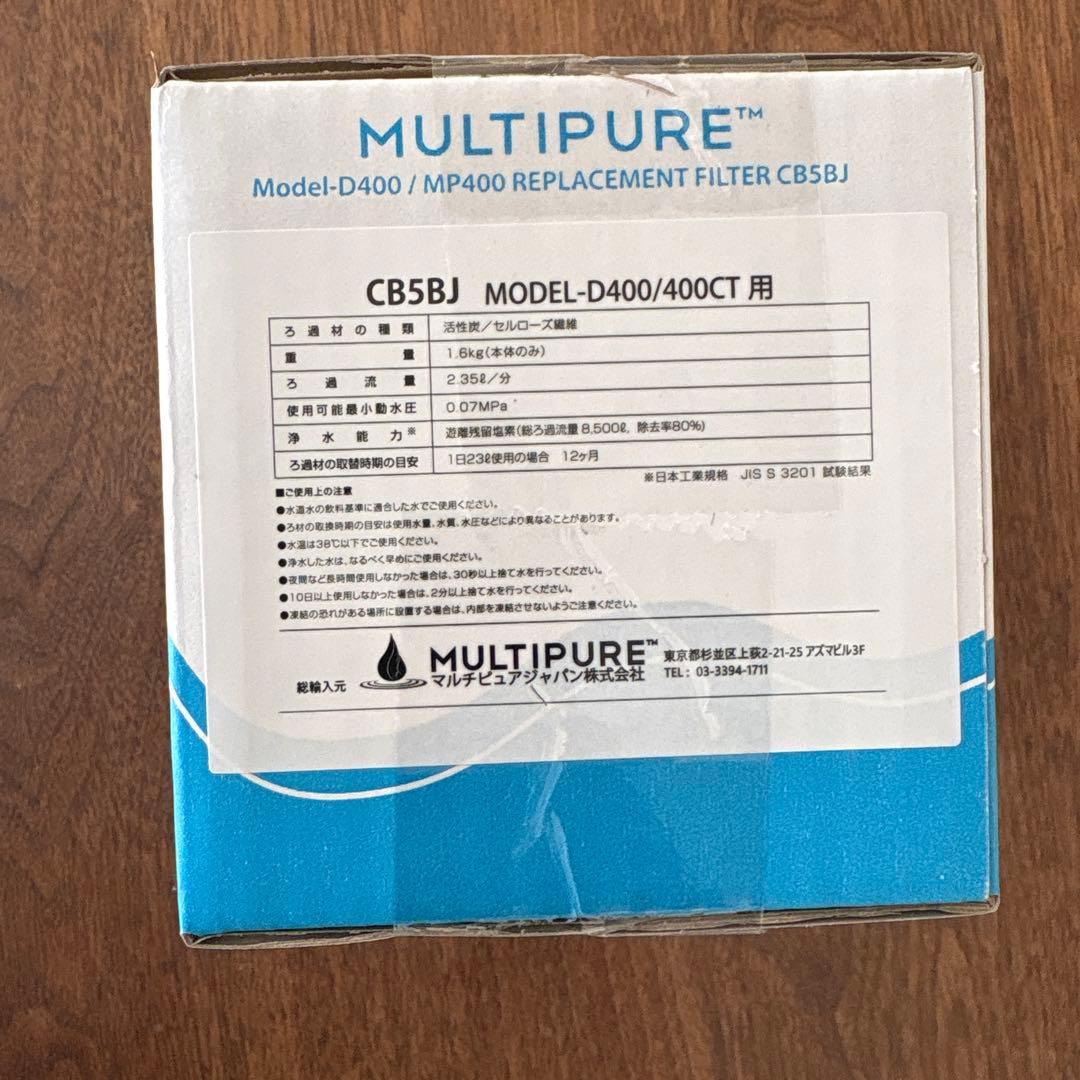 MULTIPURE™
Model-D400 / MP400 REPLACEMENT FILTER CB5BJ
CB5BJ MODEL-D400/400CT 用
ろ過材の種類 活性炭／セルローズ繊維
重量 1.6kg(本体のみ)
ろ過流量 2.35ℓ／分
使用可能最小動水圧 0.07MPa
浄水能力※ 遊離残留塩素(総ろ過流量8,500ℓ, 除去率80%)
ろ過材の取替時期の目安 1日23ℓ使用の場合 12ヶ月
※日本工業規格 JIS S 3201 試験結果
■ご使用上の注意
●水道水の飲料基準に適合した水でご使用ください。
●ろ材の取換時期の目安は使用水量、水質、水圧などにより異なることがあります。
●水温は38℃以下でご使用ください。
●浄水した水は、なるべく早めにご使用ください。
●夜間など長時間使用しなかった場合は、30秒以上捨て水を行ってください。
●10日以上使用しなかった場合は、2分以上捨て水を行ってください。
●凍結の恐れがある場所に設置する場合は、内部を凍結させないようご注意ください。
総輸入元
MULTIPURE™
マルチピュアジャパン株式会社
東京都杉並区上荻2-21-25 アズマビル3F
TEL: 03-3394-1711